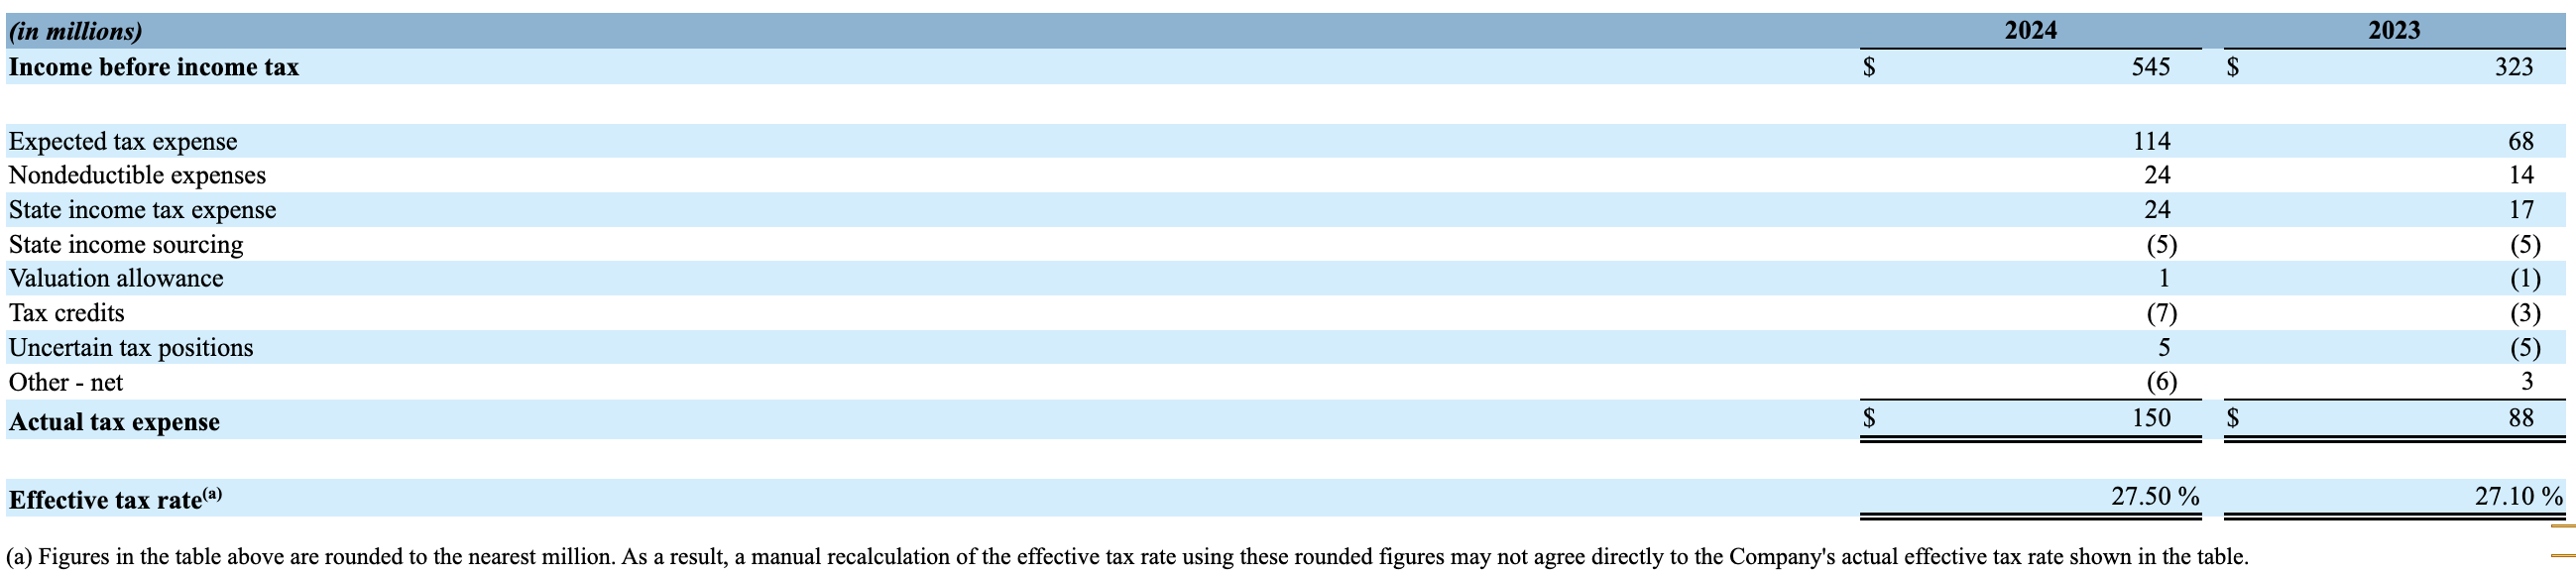 (in millions) 2024 2023
Income before income tax $ 545 $ 323
Expected tax expense 114 68
Nondeductible expenses 24 14
State income tax expense 24 17
State income sourcing (5) (5)
Valuation allowance 1 (1)
Tax credits (7) (3)
Uncertain tax positions 5 (5)
Other - net (6) 3
Actual tax expense $ 150 $ 88
Effective tax rate(a) 27.50 % 27.10 %
(a) Figures in the table above are rounded to the nearest million. As a result, a manual recalculation of the effective tax rate using these rounded figures may not agree directly to the Company's actual effective tax rate shown in the table.